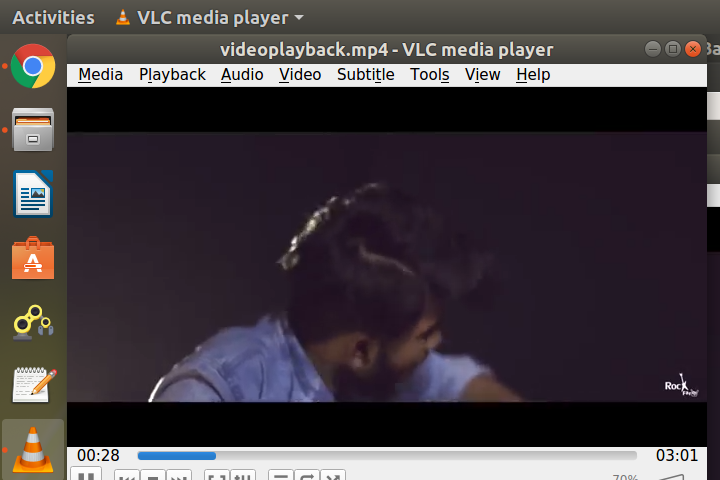 Activities VLC media player
videoplayback.mp4 - VLC media player
Media Playback Audio Video Subtitle Tools View Help
Rock
00:28 03:01
70%